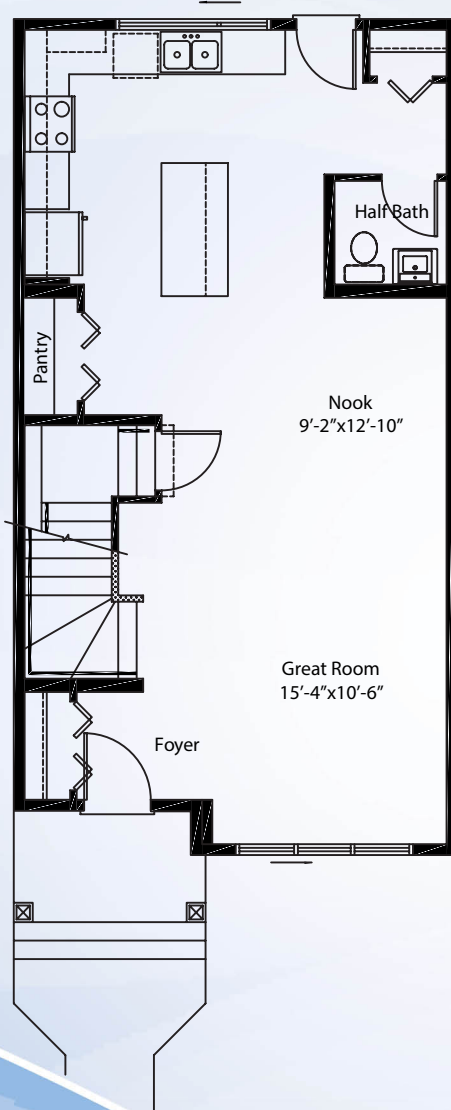 Half Bath
Pantry
Nook
9’-2”x12’-10”
Great Room
15’-4”x10’-6”
Foyer